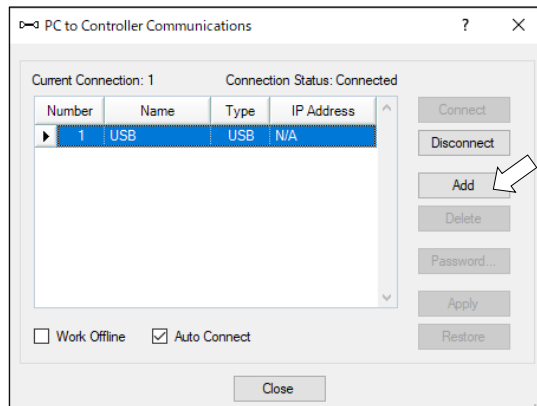 PC to Controller Communications
Current Connection: 1 Connection Status: Connected
Number Name Type IP Address
1 USB USB N/A
Connect
Disconnect
Add
Delete
Password...
Apply
Restore
Work Offline Auto Connect
Close